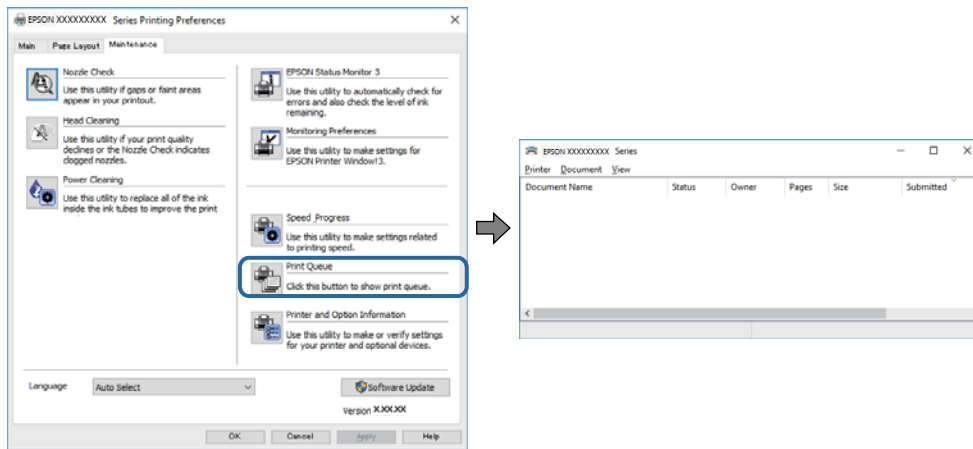 EPSON XXXXXXXXX Series Printing Preferences
Main Page Layout Maintenance
Nozzle Check
Use this utility if gaps or faint areas
appear in your printout.
Head Cleaning
Use this utility if your print quality
declines or the Nozzle Check indicates
clogged nozzles.
Power Cleaning
Use this utility to replace all of the ink
inside the ink tubes to improve the print
EPSON Status Monitor 3
Use this utility to automatically check for
errors and also check the level of ink
remaining.
Monitoring Preferences
Use this utility to make settings for
EPSON Printer Window!3.
Speed_Progress
Use this utility to make settings related
to printing speed.
Print Queue
Click this button to show print queue.
Printer and Option Information
Use this utility to make or verify settings
for your printer and optional devices.
Language Auto Select
Software Update
Version X.XX.XX
OK Cancel Apply Help
EPSON XXXXXXXXX Series
Printer Document View
Document Name Status Owner Pages Size Submitted